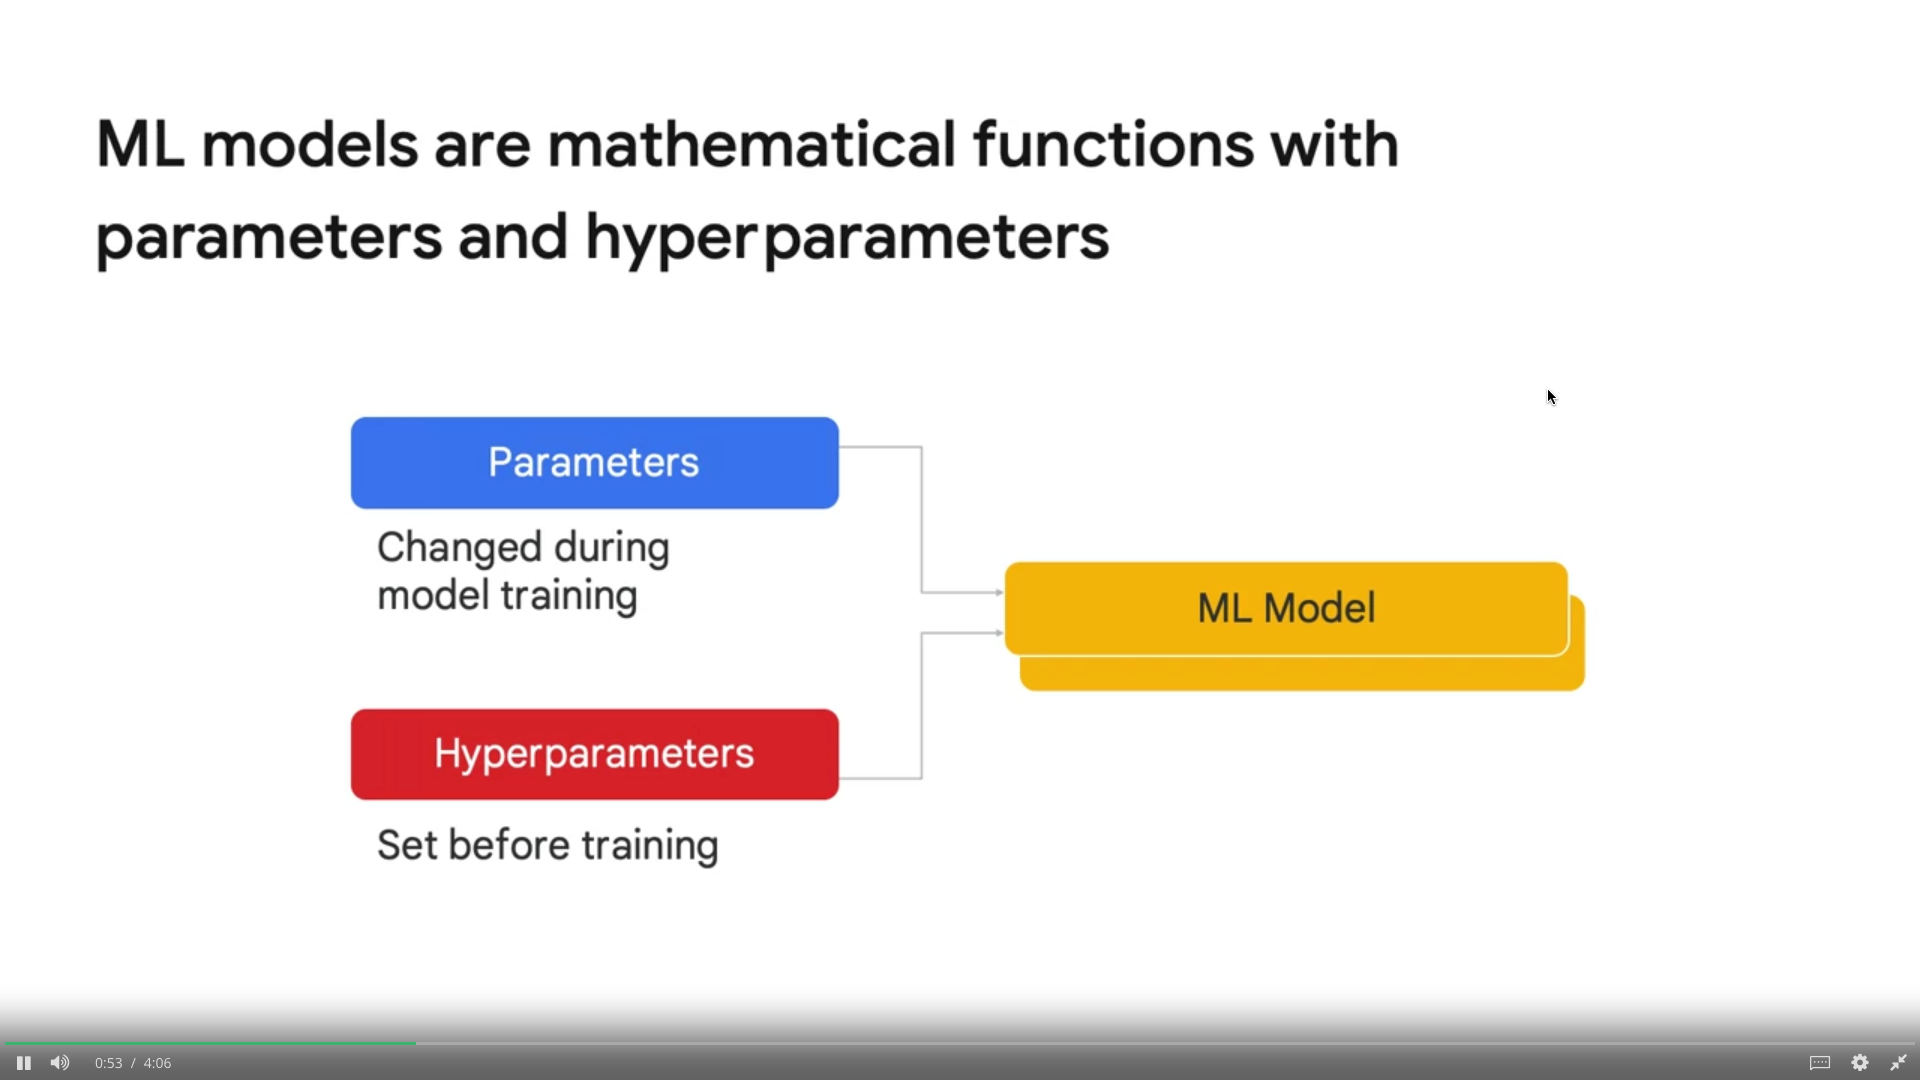 ML models are mathematical functions with
parameters and hyperparameters
Parameters
Changed during
model training
ML Model
Hyperparameters
Set before training
0:53 / 4:06